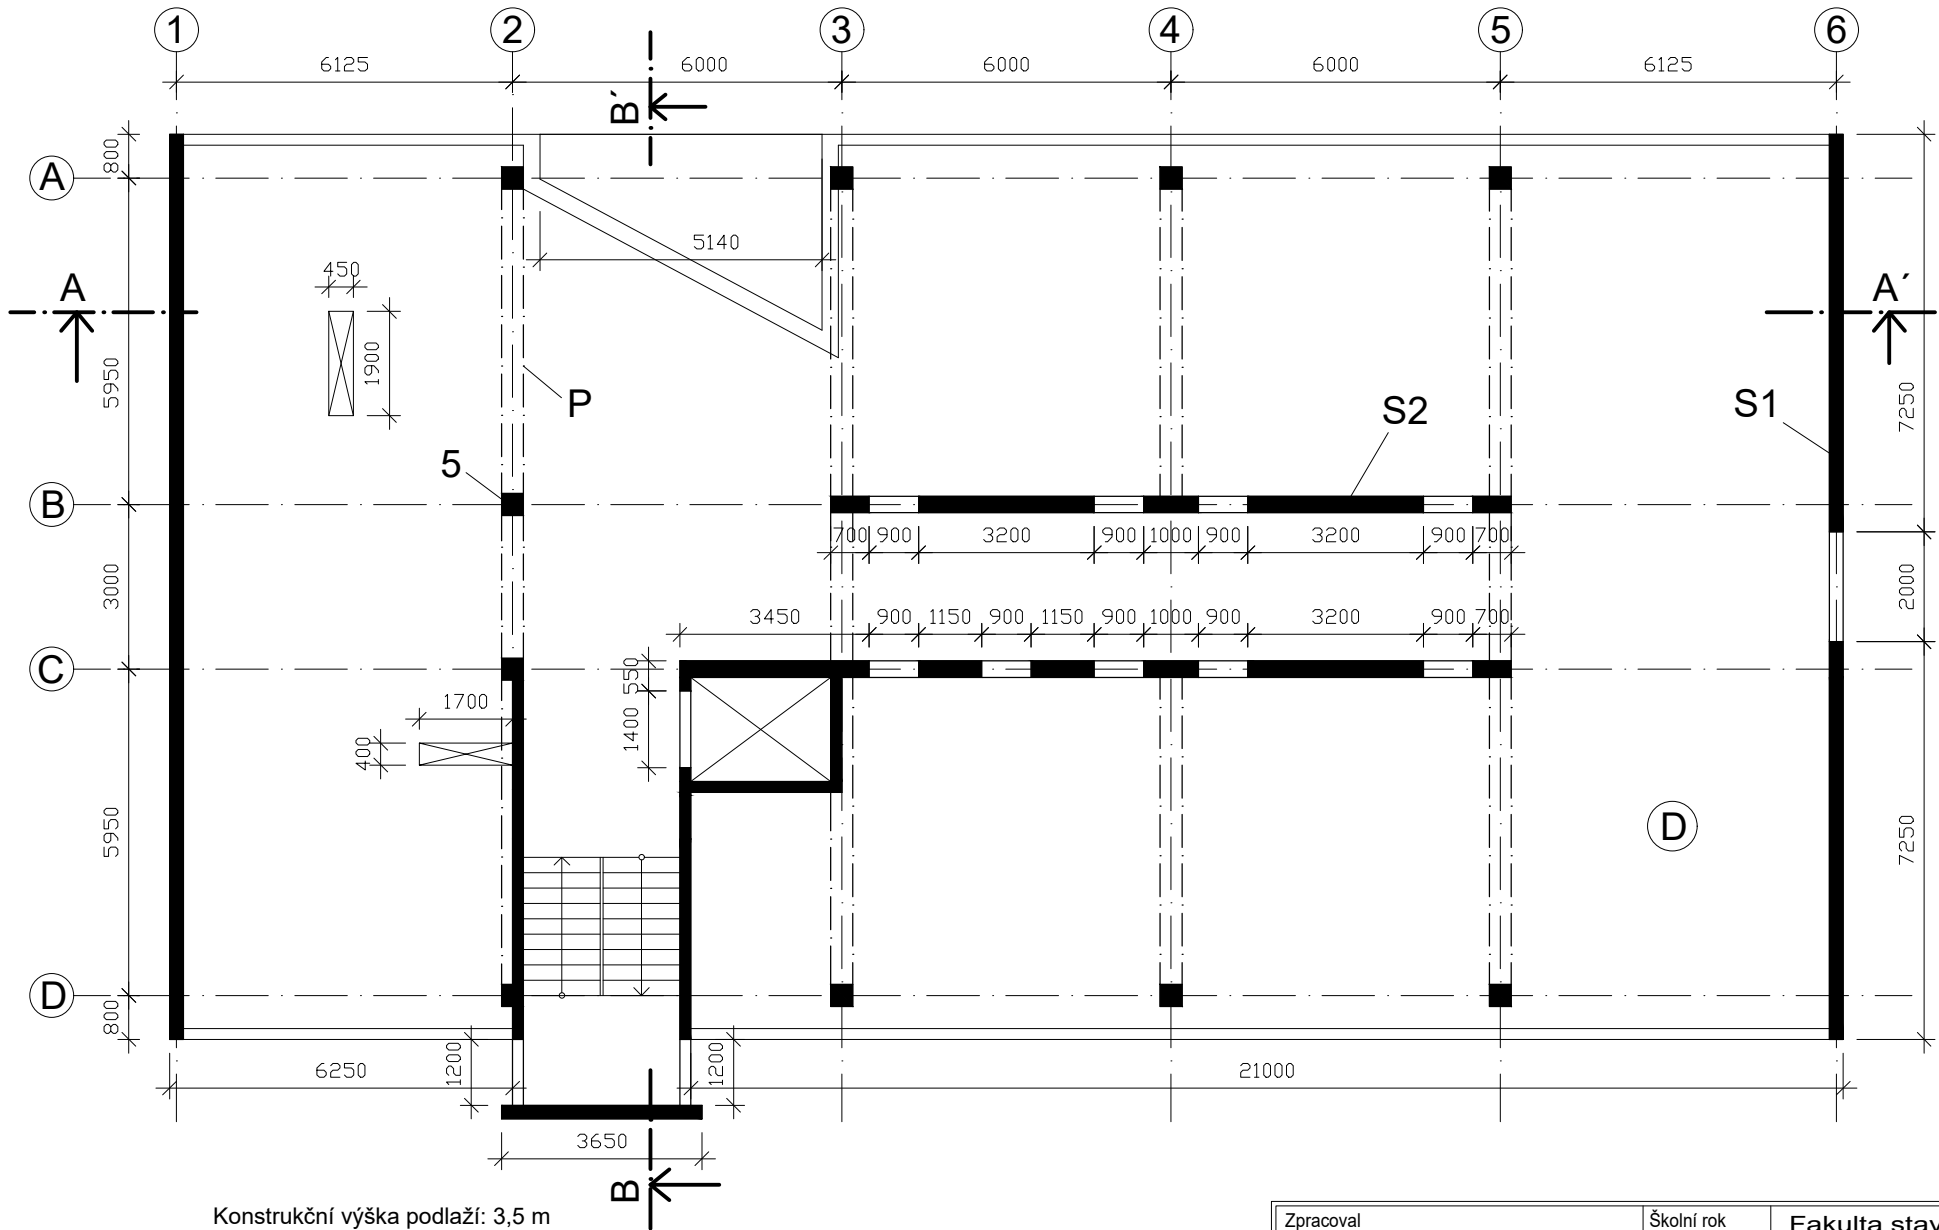 1 2 3 4 5 6
6125 6000 6000 6000 6125
B´
800
A
450
5140
A
A´
1900
5950
7250
P
S2
S1
5
B
700 900 3200 900 1000 900 3200 900 700
3000
2000
3450 900 1150 900 1150 900 1000 900 3200 900 700
C
550
1700
1400
400
D
5950
7250
D
800
1200
1200
6250
21000
3650
B
Konstrukční výška podlaží: 3,5 m
Zpracoval
Školní rok